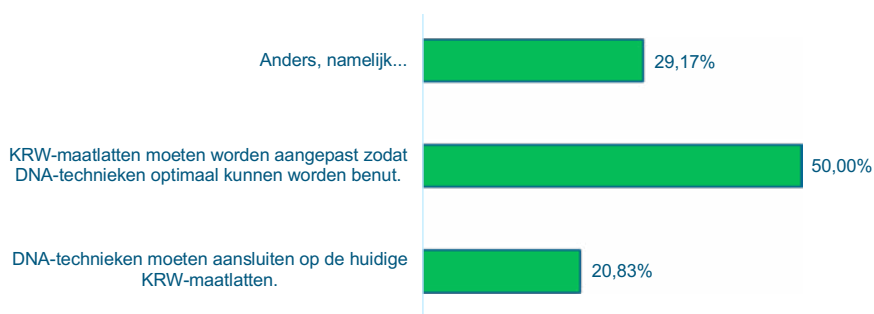 Anders, namelijk...
29,17%
KRW-maatlatten moeten worden aangepast zodat
DNA-technieken optimaal kunnen worden benut.
50,00%
DNA-technieken moeten aansluiten op de huidige
KRW-maatlatten.
20,83%